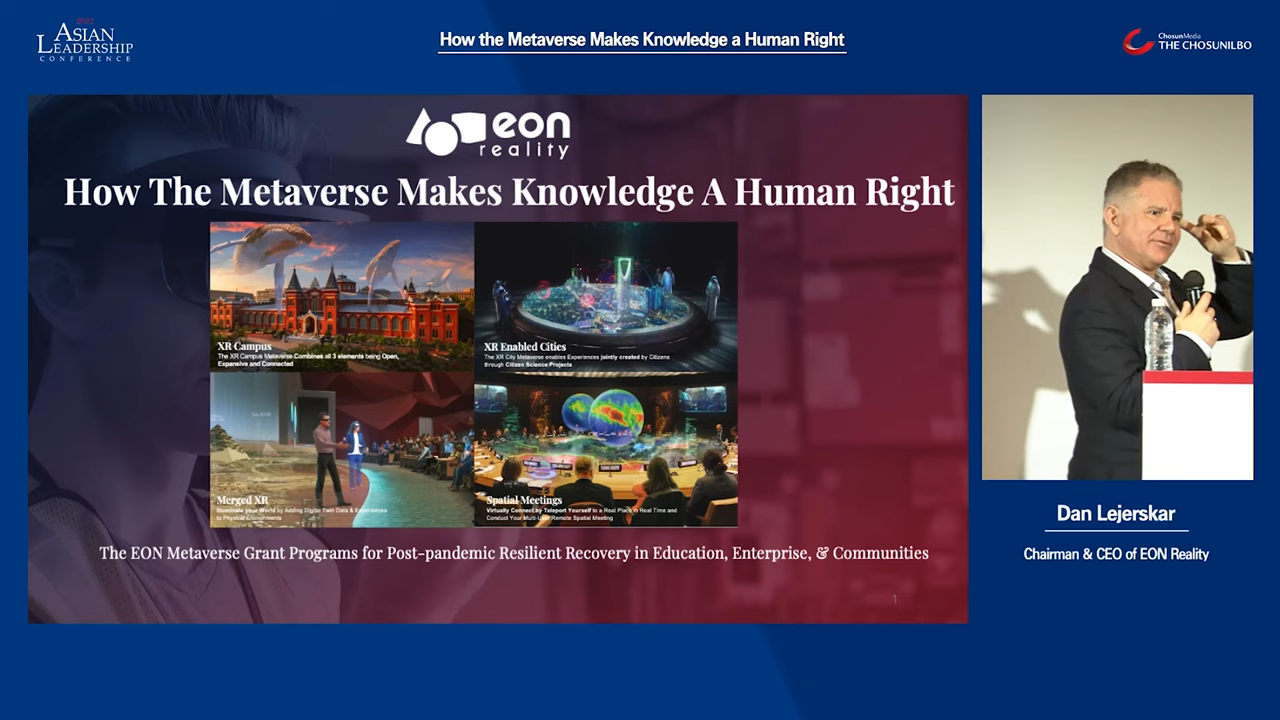 2022
ASIAN
LEADERSHIP
CONFERENCE
How the Metaverse Makes Knowledge a Human Right
ChosunMedia
THE CHOSUNILBO
eon
reality
How The Metaverse Makes Knowledge A Human Right
XR Campus
The XR Campus Metaverse Combines all 3 elements being Open,
Expansive and Connected
XR Enabled Cities
The XR City Metaverse enables Experiences jointly created by Citizens
through Citizen Science Projects
Merged XR
Illuminate your World by Adding Digital Twin Data & Experiences
to Physical Environments
Spatial Meetings
Virtually Connect by Teleport Yourself to a Real Place in Real Time and
Conduct Your Multi-User Remote Spatial Meeting
The EON Metaverse Grant Programs for Post-pandemic Resilient Recovery in Education, Enterprise, & Communities
1
Dan Lejerskar
Chairman & CEO of EON Reality